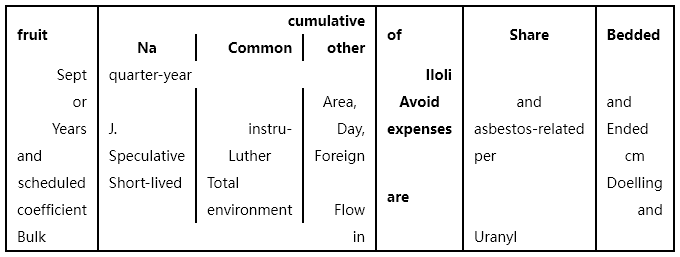 fruit cumulative of Share Bedded
Na Common other
Sept quarter-year Iloli
or Area, Avoid and and
Years J. instru- Day, expenses asbestos-related Ended
and Speculative Luther Foreign per cm
scheduled Short-lived Total are Doelling
coefficient environment Flow and
Bulk in Uranyl